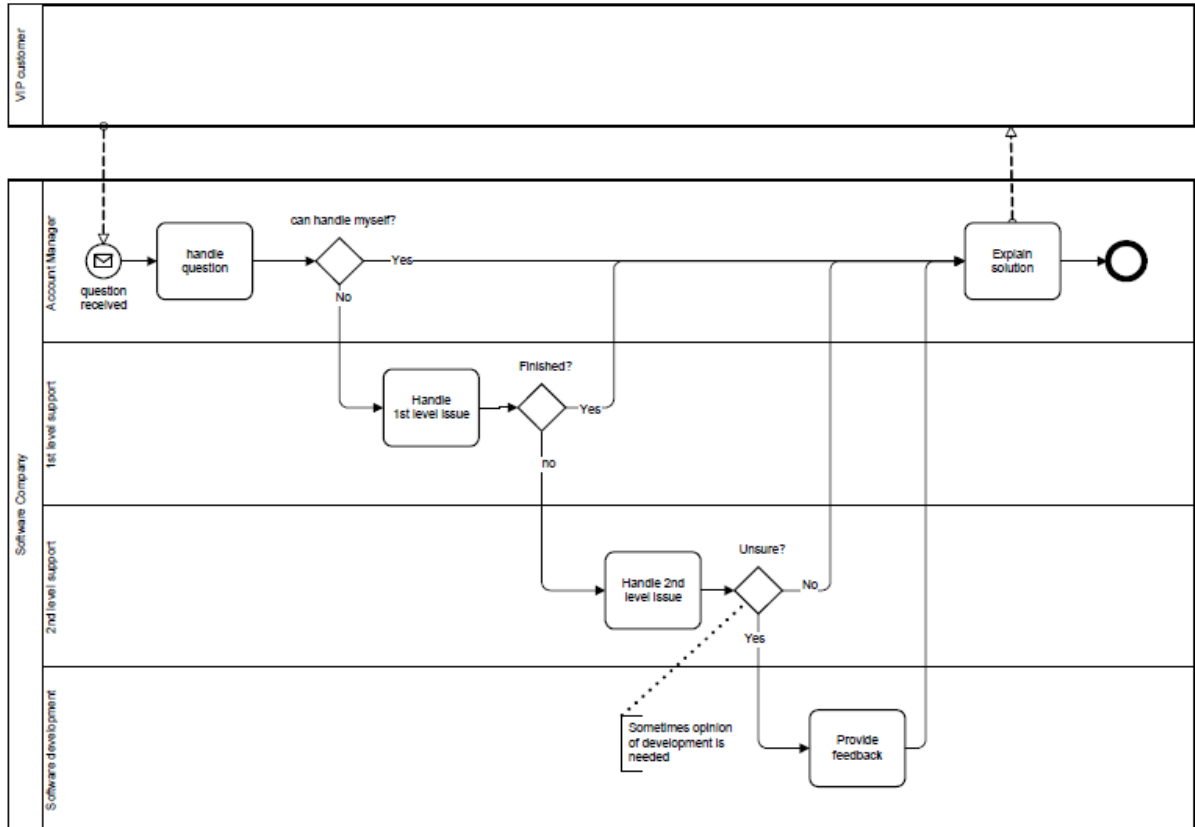 VIP customer
Software Company
Account Manager
question
received
handle
question
can handle myself?
Yes
No
Explain
solution
1st level support
Handle
1st level issue
Finished?
Yes
no
2nd level support
Handle 2nd
level issue
Unsure?
No
Yes
Software development
Sometimes opinion
of development is
needed
Provide
feedback